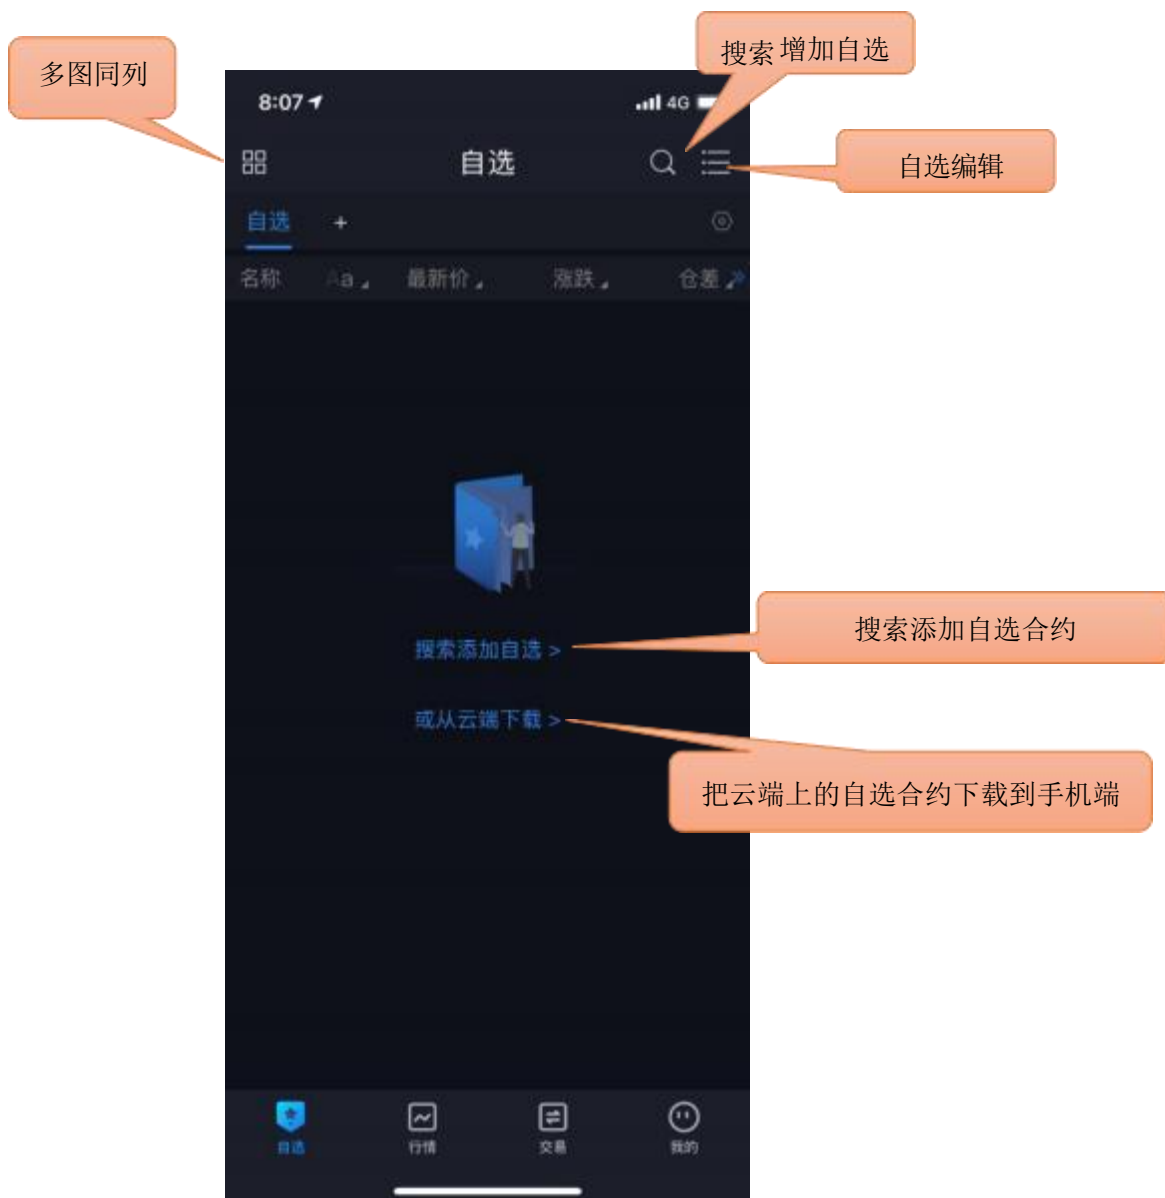 搜索增加自选
多图同列
8:07
4G
自选
自选编辑
自选 +
名称 Aa 最新价 涨跌 仓差
搜索添加自选合约
搜索添加自选 >
或从云端下载 >
把云端上的自选合约下载到手机端
自选 行情 交易 我的